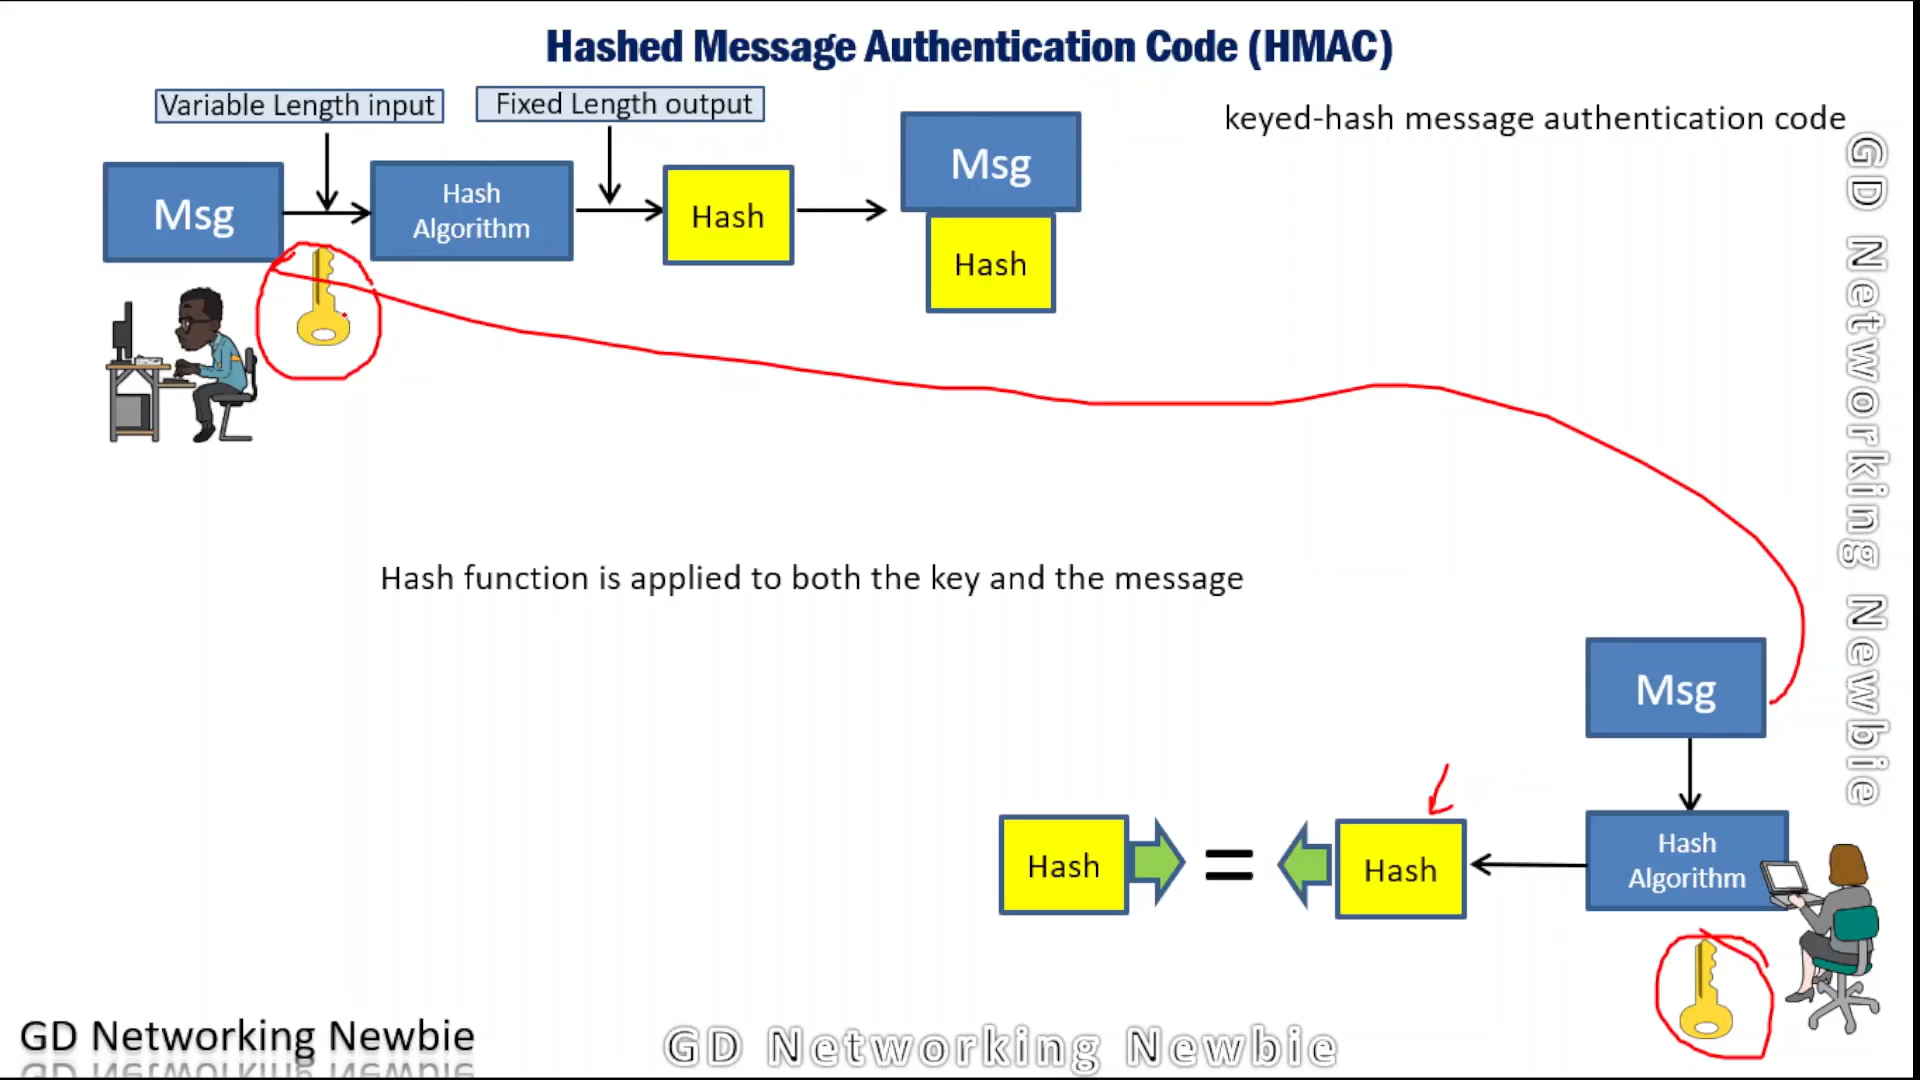 Hashed Message Authentication Code (HMAC)
Variable Length input
Fixed Length output
keyed-hash message authentication code
Msg
Hash
Algorithm
Hash
Msg
Hash
Hash function is applied to both the key and the message
Msg
Hash
Algorithm
Hash
=
Hash
GD Networking Newbie
GD Networking Newbie
GD Networking Newbie